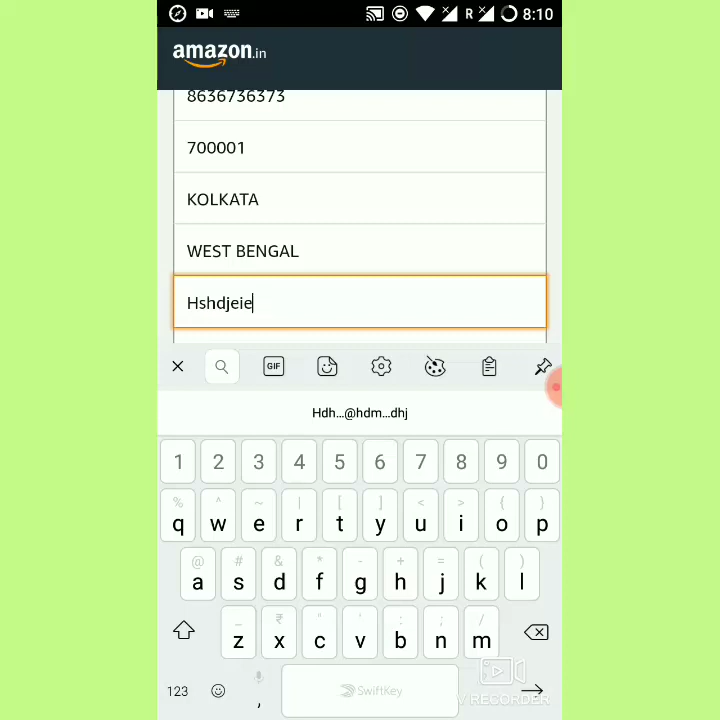 R 8:10
amazon.in
8636736373
700001
KOLKATA
WEST BENGAL
Hshdjeie
GIF
Hdh...@hdm...dhj
1 2 3 4 5 6 7 8 9 0
% ^ ~ | [ ] < > { }
q w e r t y u i o p
@ # & * - + = ( )
a s d f g h j k l
_ ₹ " ' : ; /
z x c v b n m
123 , SwiftKey
V RECORDER